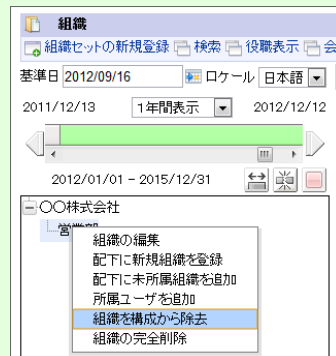 組織
組織セットの新規登録 検索 役職表示 会
基準日 2012/09/16 ロケール 日本語
2011/12/13 1年間表示 2012/12/12
2012/01/01 - 2015/12/31
〇〇株式会社
営業部
組織の編集
配下に新規組織を登録
配下に未所属組織を追加
所属ユーザを追加
組織を構成から除去
組織の完全削除